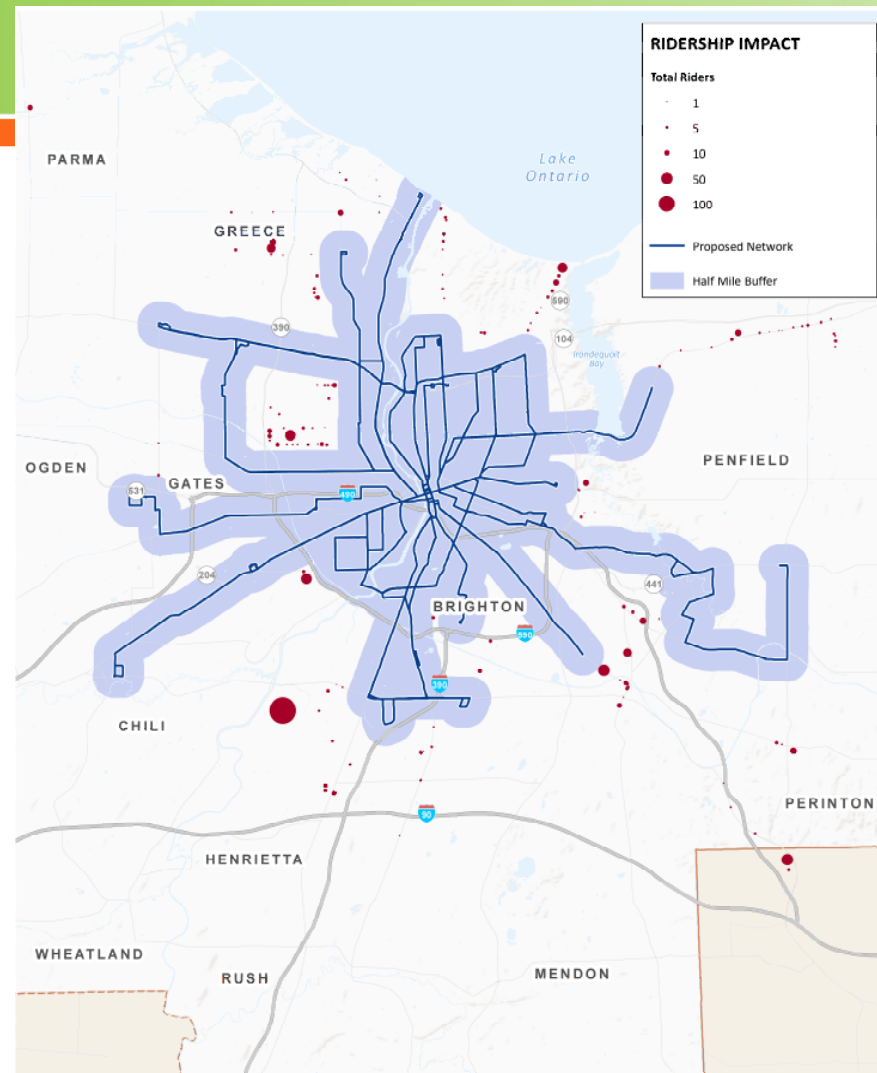 RIDERSHIP IMPACT
Total Riders
1
5
10
50
100
Proposed Network
Half Mile Buffer
PARMA
Lake
Ontario
GREECE
390
590
104
Irondequoit
Bay
OGDEN
GATES
531
490
PENFIELD
204
441
BRIGHTON
590
390
CHILI
90
PERINTON
HENRIETTA
WHEATLAND
RUSH
MENDON